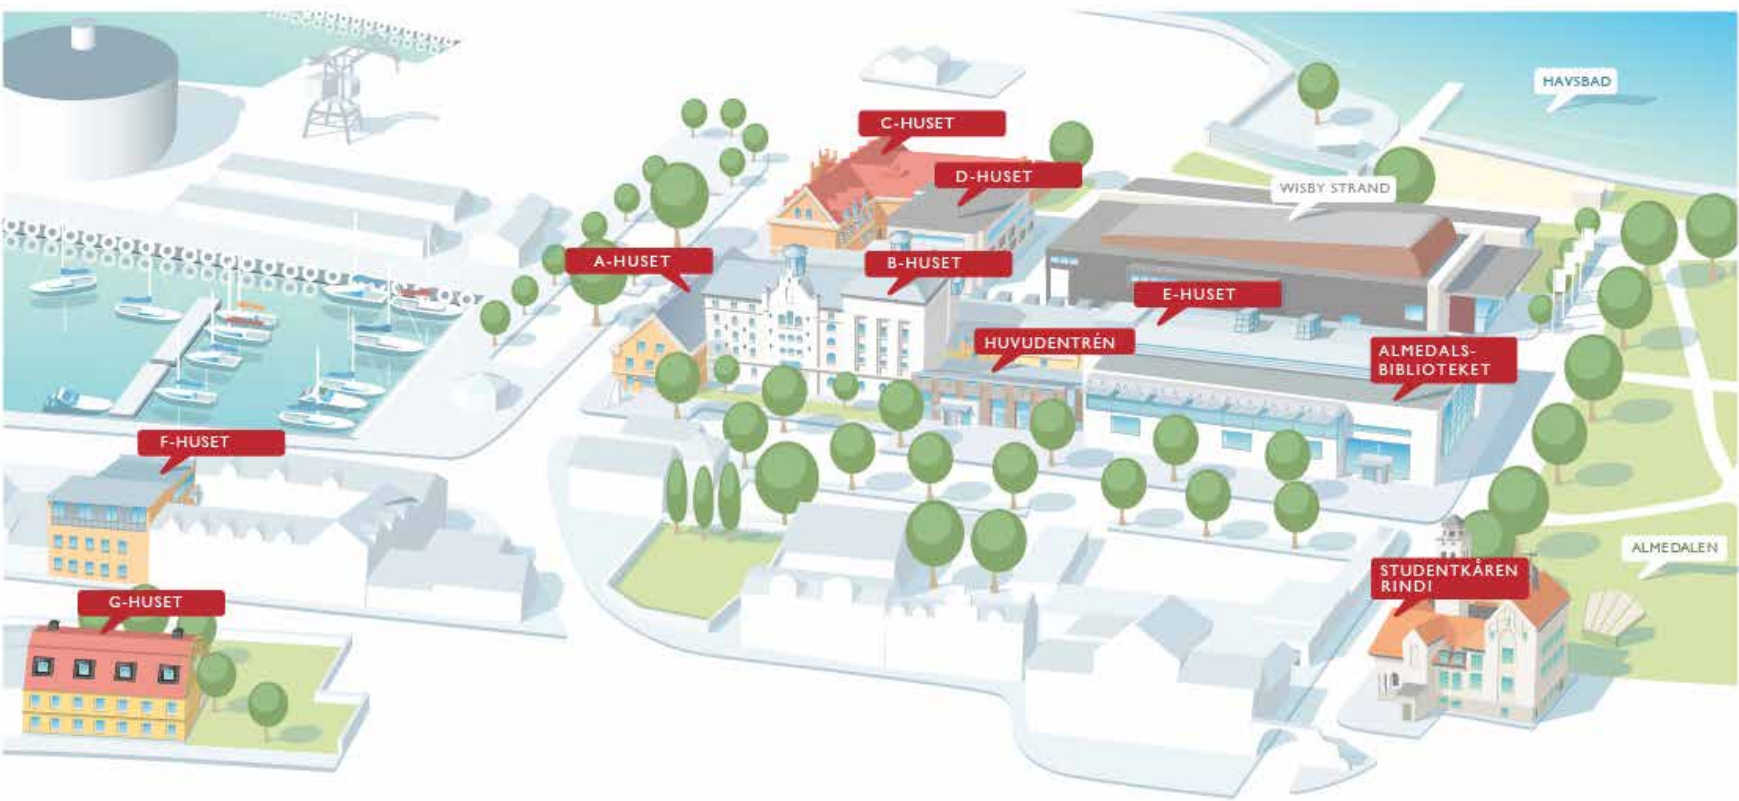 HAVSBAD
C-HUSET
D-HUSET
WISBY STRAND
A-HUSET
B-HUSET
E-HUSET
HUVUDENTRÉN
ALMEDALS-
BIBLIOTEKET
F-HUSET
ALMEDALEN
STUDENTKÅREN
RINDI
G-HUSET